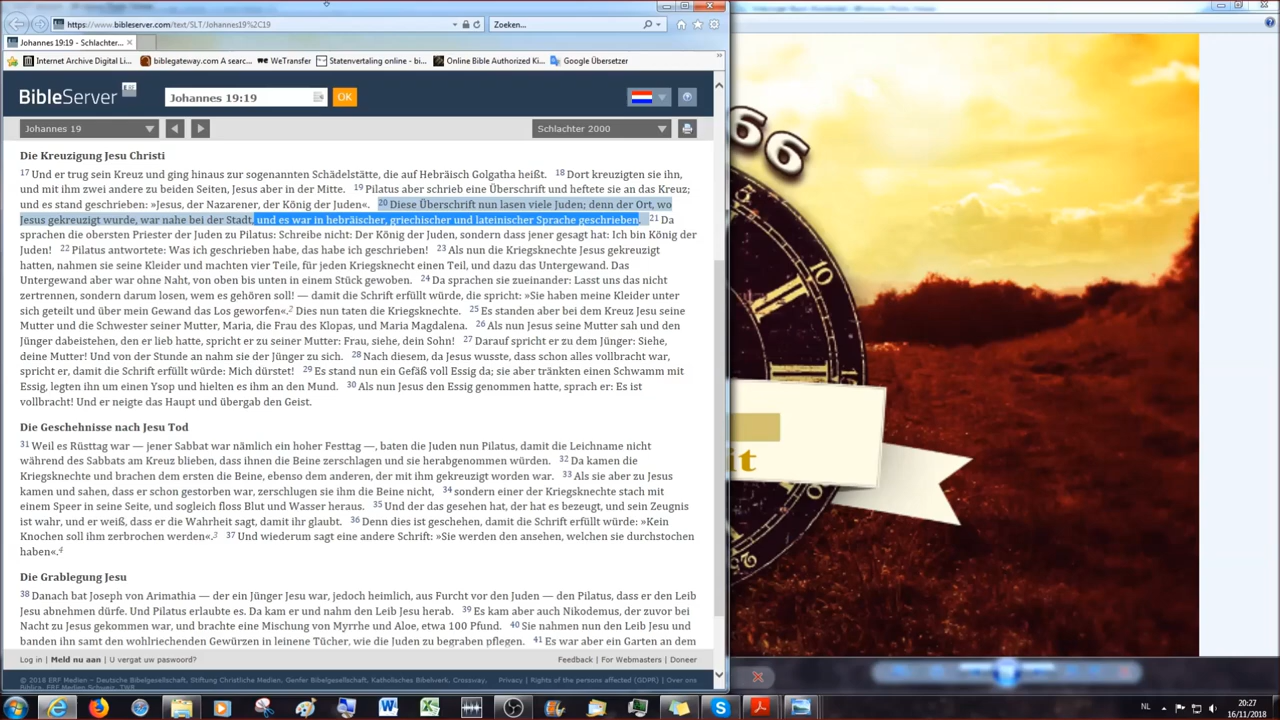 https://www.bibleserver.com/text/SLT/Johannes19%2C19
Zoeken...
Johannes 19:19 - Schlachter...
Internet Archive Digital Li...
biblegateway.com A searc...
WeTransfer
Statenvertaling online - bi...
Online Bible Authorized Ki...
Google Übersetzer
BibleServer
Johannes 19:19
OK
Johannes 19
Schlachter 2000
Die Kreuzigung Jesu Christi
17 Und er trug sein Kreuz und ging hinaus zur sogenannten Schädelstätte, die auf Hebräisch Golgatha heißt. 18 Dort kreuzigten sie ihn,
und mit ihm zwei andere zu beiden Seiten, Jesus aber in der Mitte. 19 Pilatus aber schrieb eine Überschrift und heftete sie an das Kreuz;
und es stand geschrieben: »Jesus, der Nazarener, der König der Juden«. 20 Diese Überschrift nun lasen viele Juden; denn der Ort, wo
Jesus gekreuzigt wurde, war nahe bei der Stadt, und es war in hebräischer, griechischer und lateinischer Sprache geschrieben. 21 Da
sprachen die obersten Priester der Juden zu Pilatus: Schreibe nicht: Der König der Juden, sondern dass jener gesagt hat: Ich bin König der
Juden! 22 Pilatus antwortete: Was ich geschrieben habe, das habe ich geschrieben! 23 Als nun die Kriegsknechte Jesus gekreuzigt
hatten, nahmen sie seine Kleider und machten vier Teile, für jeden Kriegsknecht einen Teil, und dazu das Untergewand. Das
Untergewand aber war ohne Naht, von oben bis unten in einem Stück gewoben. 24 Da sprachen sie zueinander: Lasst uns das nicht
zertrennen, sondern darum losen, wem es gehören soll! — damit die Schrift erfüllt würde, die spricht: »Sie haben meine Kleider unter
sich geteilt und über mein Gewand das Los geworfen«.2 Dies nun taten die Kriegsknechte. 25 Es standen aber bei dem Kreuz Jesu seine
Mutter und die Schwester seiner Mutter, Maria, die Frau des Klopas, und Maria Magdalena. 26 Als nun Jesus seine Mutter sah und den
Jünger dabeistehen, den er lieb hatte, spricht er zu seiner Mutter: Frau, siehe, dein Sohn! 27 Darauf spricht er zu dem Jünger: Siehe,
deine Mutter! Und von der Stunde an nahm sie der Jünger zu sich. 28 Nach diesem, da Jesus wusste, dass schon alles vollbracht war,
spricht er, damit die Schrift erfüllt würde: Mich dürstet! 29 Es stand nun ein Gefäß voll Essig da; sie aber tränkten einen Schwamm mit
Essig, legten ihn um einen Ysop und hielten es ihm an den Mund. 30 Als nun Jesus den Essig genommen hatte, sprach er: Es ist
vollbracht! Und er neigte das Haupt und übergab den Geist.
Die Geschehnisse nach Jesu Tod
31 Weil es Rüsttag war — jener Sabbat war nämlich ein hoher Festtag —, baten die Juden nun Pilatus, damit die Leichname nicht
während des Sabbats am Kreuz blieben, dass ihnen die Beine zerschlagen und sie herabgenommen würden. 32 Da kamen die
Kriegsknechte und brachen dem ersten die Beine, ebenso dem anderen, der mit ihm gekreuzigt worden war. 33 Als sie aber zu Jesus
kamen und sahen, dass er schon gestorben war, zerschlugen sie ihm die Beine nicht, 34 sondern einer der Kriegsknechte stach mit
einem Speer in seine Seite, und sogleich floss Blut und Wasser heraus. 35 Und der das gesehen hat, der hat es bezeugt, und sein Zeugnis
ist wahr, und er weiß, dass er die Wahrheit sagt, damit ihr glaubt. 36 Denn dies ist geschehen, damit die Schrift erfüllt würde: »Kein
Knochen soll ihm zerbrochen werden«.3 37 Und wiederum sagt eine andere Schrift: »Sie werden den ansehen, welchen sie durchstochen
haben«.4
Die Grablegung Jesu
38 Danach bat Joseph von Arimathia — der ein Jünger Jesu war, jedoch heimlich, aus Furcht vor den Juden — den Pilatus, dass er den Leib
Jesu abnehmen dürfe. Und Pilatus erlaubte es. Da kam er und nahm den Leib Jesu herab. 39 Es kam aber auch Nikodemus, der zuvor bei
Nacht zu Jesus gekommen war, und brachte eine Mischung von Myrrhe und Aloe, etwa 100 Pfund. 40 Sie nahmen nun den Leib Jesu und
banden ihn samt den wohlriechenden Gewürzen in leinene Tücher, wie die Juden zu begraben pflegen. 41 Es war aber ein Garten an dem
Log in | Meld nu aan | U vergat uw paswoord?
Feedback | For Webmasters | Doneer
© 2018 ERF Medien – Deutsche Bibelgesellschaft, Stiftung Christliche Medien, Genfer Bibelgesellschaft, Katholisches Bibelwerk, Crossway,
Privacy | Rights of the persons affected (GDPR) | Over ons
Biblica, ERF Medien Schweiz, TWR
66
10
it
NL
20:27
16/11/2018